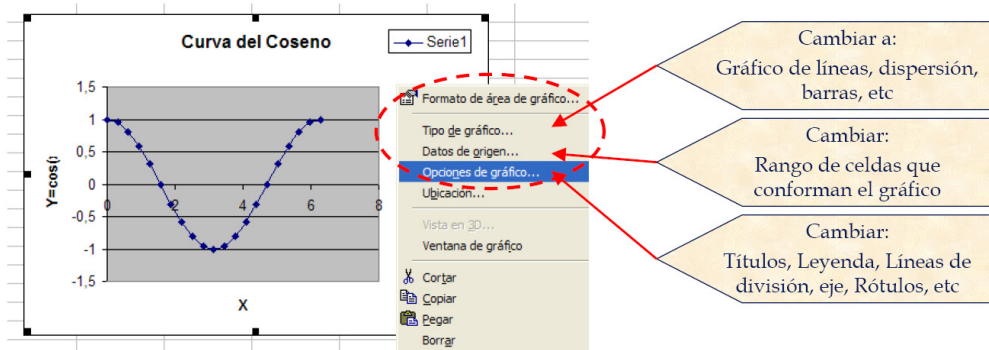 Curva del Coseno
Serie1
1,5
1
0,5
0
-0,5
-1
-1,5
0 2 4 6 8
Y=cos(i)
X
Formato de área de gráfico...
Tipo de gráfico...
Datos de origen...
Opciones de gráfico...
Ubicación...
Vista en 3D...
Ventana de gráfico
Cortar
Copiar
Pegar
Borrar
Cambiar a:
Gráfico de líneas, dispersión,
barras, etc
Cambiar:
Rango de celdas que
conforman el gráfico
Cambiar:
Títulos, Leyenda, Líneas de
división, eje, Rótulos, etc